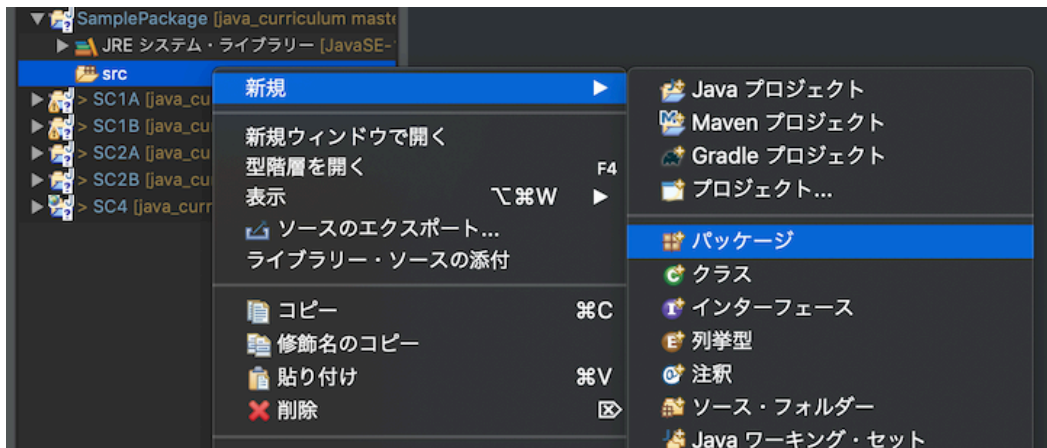 SamplePackage [java_curriculum maste
JRE システム・ライブラリー [JavaSE-
src
> SC1A [java_cu
> SC1B [java_cu
> SC2A [java_cu
> SC2B [java_cu
> SC4 [java_curr
新規
新規ウィンドウで開く
型階層を開く F4
表示 ⌥⌘W
ソースのエクスポート...
ライブラリー・ソースの添付
コピー ⌘C
修飾名のコピー
貼り付け ⌘V
削除 ⌦
Java プロジェクト
Maven プロジェクト
Gradle プロジェクト
プロジェクト...
パッケージ
クラス
インターフェース
列挙型
注釈
ソース・フォルダー
Java ワーキング・セット